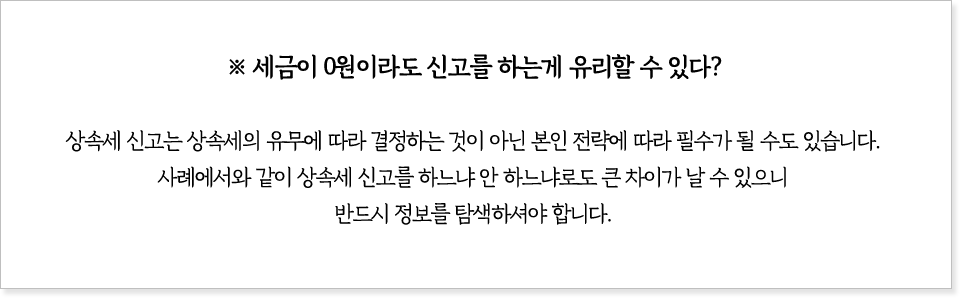 ※ 세금이 0원이라도 신고를 하는게 유리할 수 있다?
상속세 신고는 상속세의 유무에 따라 결정하는 것이 아닌 본인 전략에 따라 필수가 될 수도 있습니다.
사례에서와 같이 상속세 신고를 하느냐 안 하느냐로도 큰 차이가 날 수 있으니
반드시 정보를 탐색하셔야 합니다.